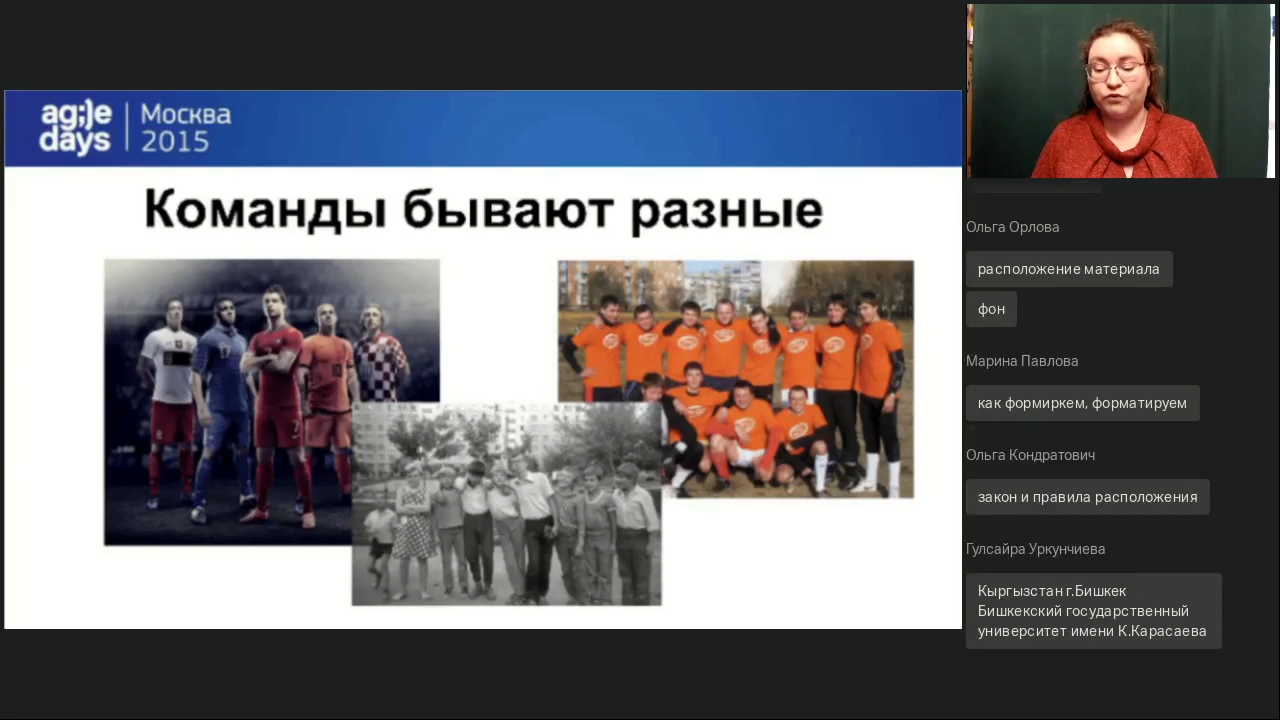 ag;)e
days
Москва
2015
Команды бывают разные
Ольга Орлова
расположение материала
фон
Марина Павлова
как формиркем, форматируем
Ольга Кондратович
закон и правила расположения
Гулсайра Уркунчиева
Кыргызстан г.Бишкек
Бишкекский государственный
университет имени К.Карасаева